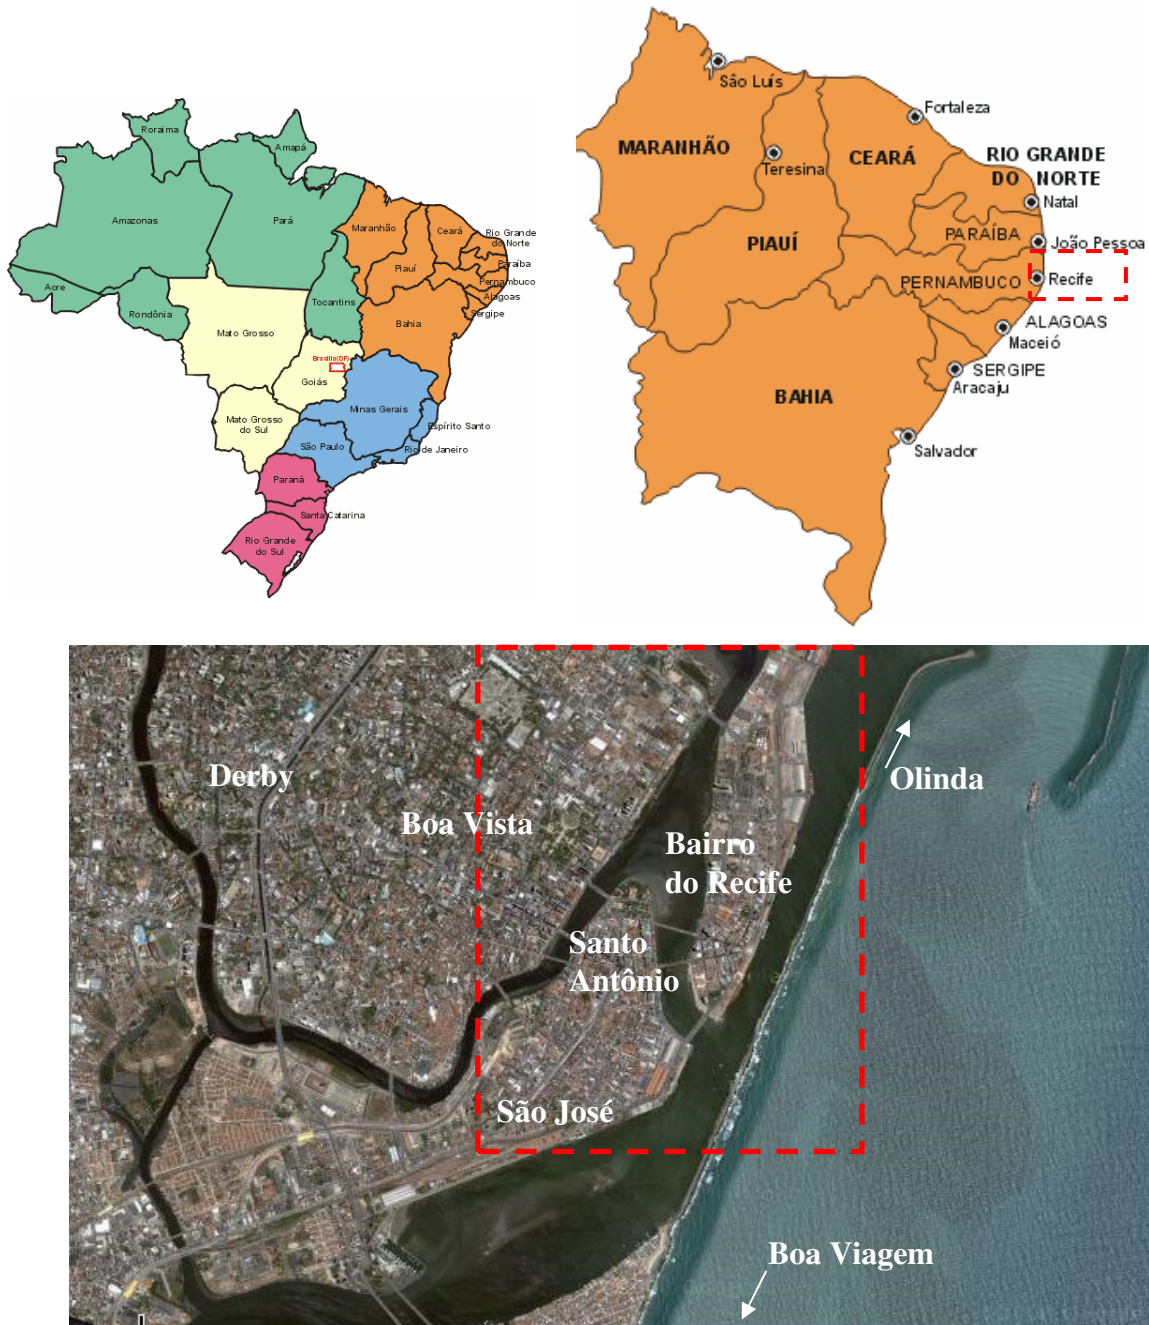 Roraima
Amapá
Amazonas
Pará
Acre
Rondônia
Tocantins
Maranhão
Ceará
Rio Grande
do Norte
Piauí
Paraíba
Pernambuco
Alagoas
Sergipe
Bahia
Mato Grosso
Brasília(DF)
Goiás
Mato Grosso
do Sul
Minas Gerais
Espírito Santo
São Paulo
Rio de Janeiro
Paraná
Santa Catarina
Rio Grande
do Sul
Sâo Luís
Fortaleza
MARANHÃO
Teresina
CEARÁ
RIO GRANDE
DO NORTE
Natal
PARAÍBA
João Pessoa
PIAUÍ
PERNAMBUCO
Recife
ALAGOAS
Maceió
SERGIPE
Aracaju
BAHIA
Salvador
Derby
Boa Vista
Olinda
Bairro
do Recife
Santo
Antônio
São José
Boa Viagem